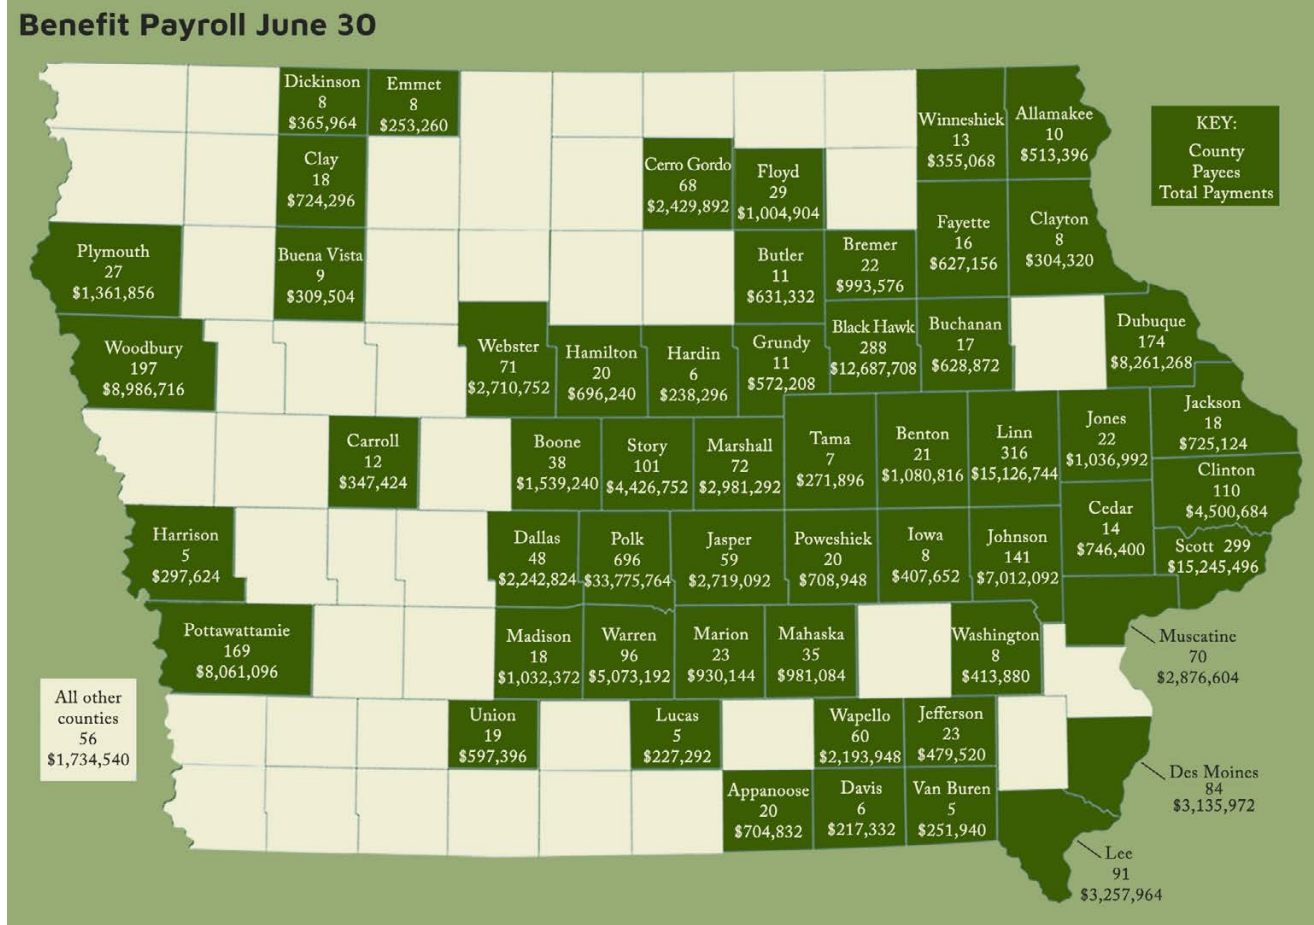 Benefit Payroll June 30
Dickinson
8
$365,964
Emmet
8
$253,260
Winneshiek
13
$355,068
Allamakee
10
$513,396
KEY:
County
Payees
Total Payments
Clay
18
$724,296
Cerro Gordo
68
$2,429,892
Floyd
29
$1,004,904
Fayette
16
$627,156
Clayton
8
$304,320
Plymouth
27
$1,361,856
Buena Vista
9
$309,504
Butler
11
$631,332
Bremer
22
$993,576
Woodbury
197
$8,986,716
Webster
71
$2,710,752
Hamilton
20
$696,240
Hardin
6
$238,296
Grundy
11
$572,208
Black Hawk
288
$12,687,708
Buchanan
17
$628,872
Dubuque
174
$8,261,268
Carroll
12
$347,424
Boone
38
$1,539,240
Story
101
$4,426,752
Marshall
72
$2,981,292
Tama
7
$271,896
Benton
21
$1,080,816
Linn
316
$15,126,744
Jones
22
$1,036,992
Jackson
18
$725,124
Clinton
110
$4,500,684
Harrison
5
$297,624
Dallas
48
$2,242,824
Polk
696
$33,775,764
Jasper
59
$2,719,092
Poweshiek
20
$708,948
Iowa
8
$407,652
Johnson
141
$7,012,092
Cedar
14
$746,400
Scott 299
$15,245,496
Pottawattamie
169
$8,061,096
Madison
18
$1,032,372
Warren
96
$5,073,192
Marion
23
$930,144
Mahaska
35
$981,084
Washington
8
$413,880
Muscatine
70
$2,876,604
All other
counties
56
$1,734,540
Union
19
$597,396
Lucas
5
$227,292
Wapello
60
$2,193,948
Jefferson
23
$479,520
Des Moines
84
$3,135,972
Appanoose
20
$704,832
Davis
6
$217,332
Van Buren
5
$251,940
Lee
91
$3,257,964